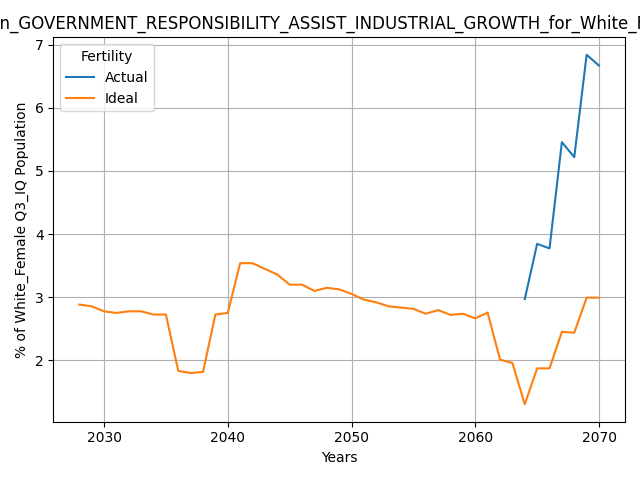 n_GOVERNMENT_RESPONSIBILITY_ASSIST_INDUSTRIAL_GROWTH_for_White_
Fertility
Actual
Ideal
% of White_Female Q3_IQ Population
7
6
5
4
3
2
2030
2040
2050
2060
2070
Years